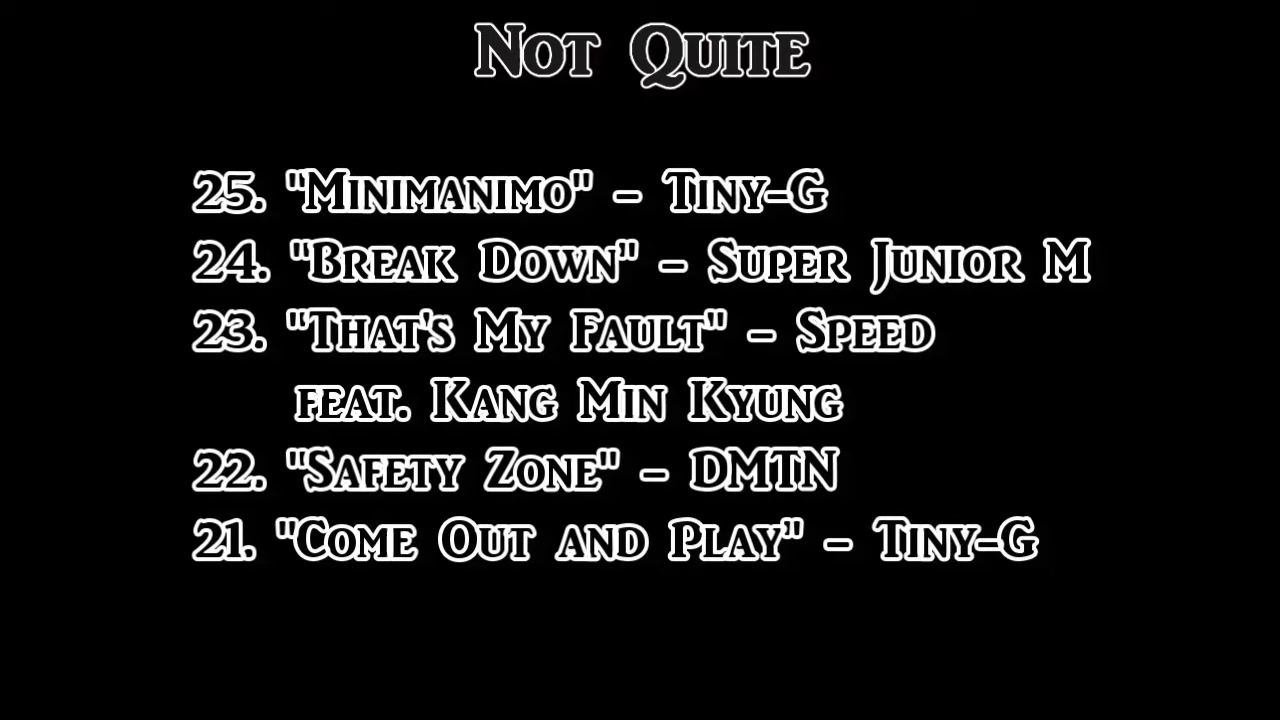 Not Quite
25. "Minimanimo" - Tiny-G
24. "Break Down" - Super Junior M
23. "That's My Fault" - Speed
feat. Kang Min Kyung
22. "Safety Zone" - DMTN
21. "Come Out and Play" - Tiny-G